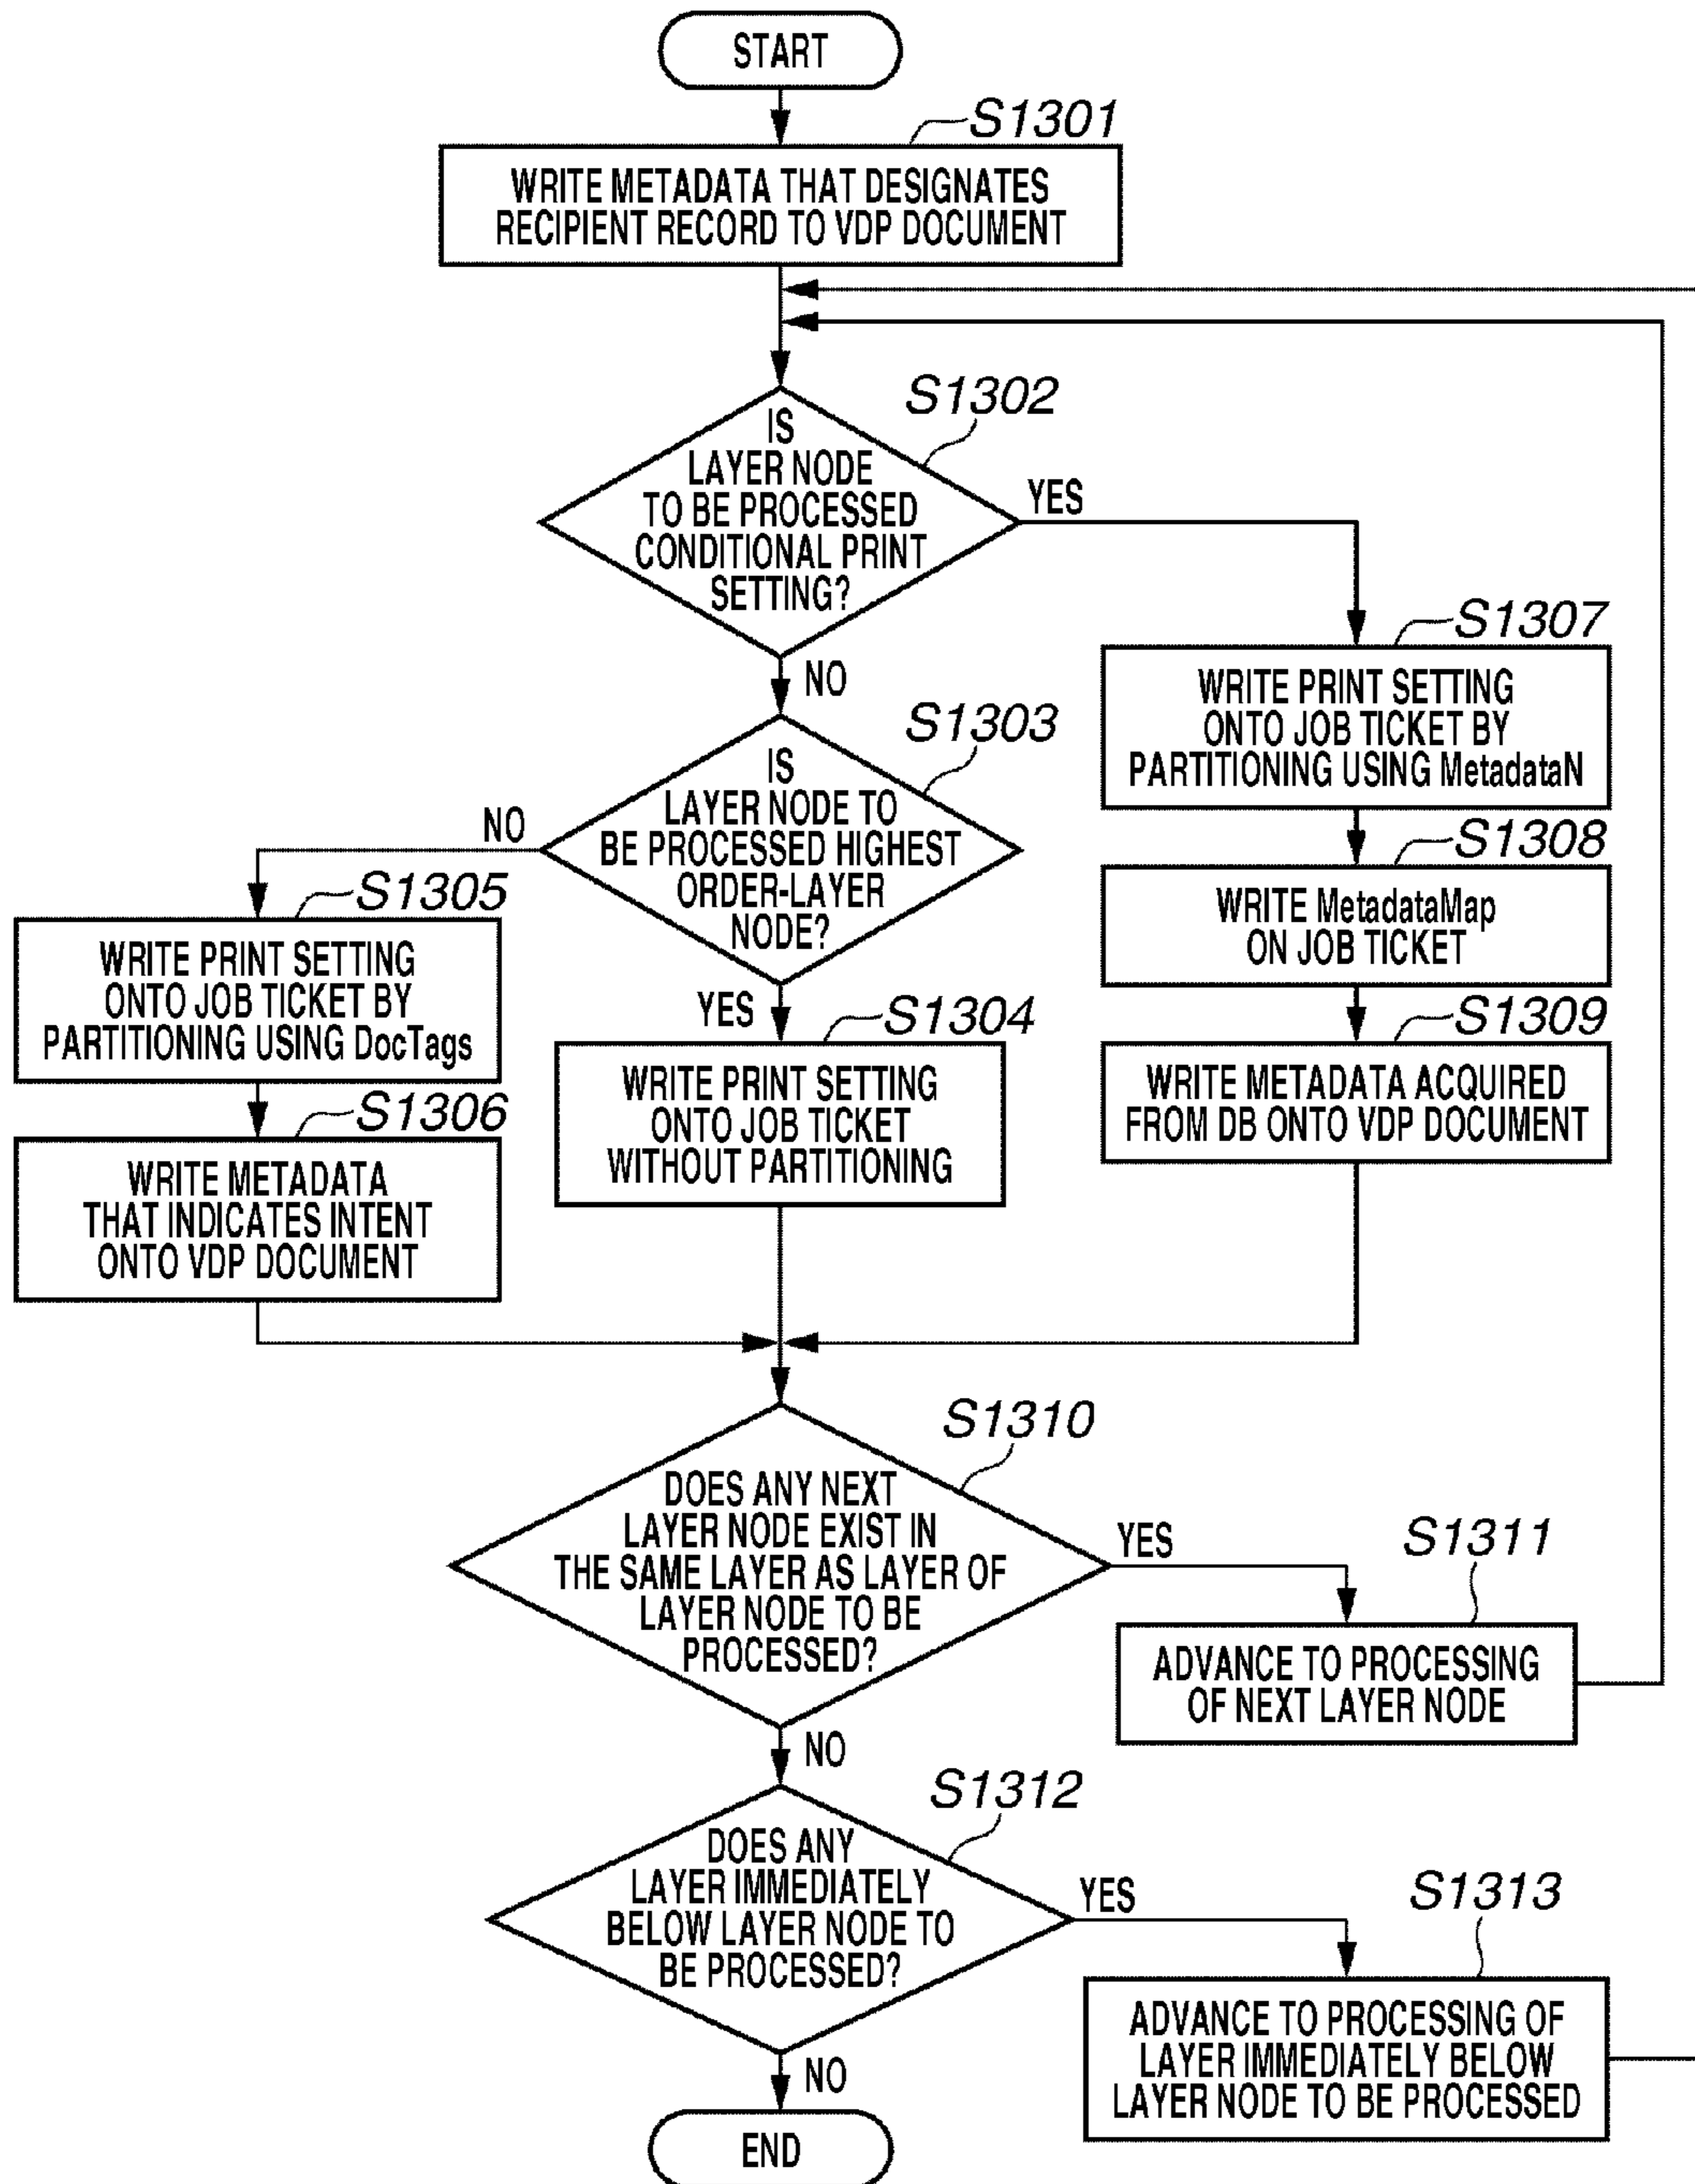 START
S1301
WRITE METADATA THAT DESIGNATES
RECIPIENT RECORD TO VDP DOCUMENT
S1302
IS
LAYER NODE
TO BE PROCESSED
CONDITIONAL PRINT
SETTING?
YES
NO
S1303
IS
LAYER NODE TO
BE PROCESSED HIGHEST
ORDER-LAYER
NODE?
NO
YES
S1305
WRITE PRINT SETTING
ONTO JOB TICKET BY
PARTITIONING USING DocTags
S1306
WRITE METADATA
THAT INDICATES INTENT
ONTO VDP DOCUMENT
S1304
WRITE PRINT SETTING
ONTO JOB TICKET
WITHOUT PARTITIONING
S1307
WRITE PRINT SETTING
ONTO JOB TICKET BY
PARTITIONING USING MetadataN
S1308
WRITE MetadataMap
ON JOB TICKET
S1309
WRITE METADATA ACQUIRED
FROM DB ONTO VDP DOCUMENT
S1310
DOES ANY NEXT
LAYER NODE EXIST IN
THE SAME LAYER AS LAYER OF
LAYER NODE TO BE
PROCESSED?
YES
S1311
ADVANCE TO PROCESSING
OF NEXT LAYER NODE
NO
S1312
DOES ANY
LAYER IMMEDIATELY
BELOW LAYER NODE TO
BE PROCESSED?
YES
S1313
ADVANCE TO PROCESSING OF
LAYER IMMEDIATELY BELOW
LAYER NODE TO BE PROCESSED
NO
END